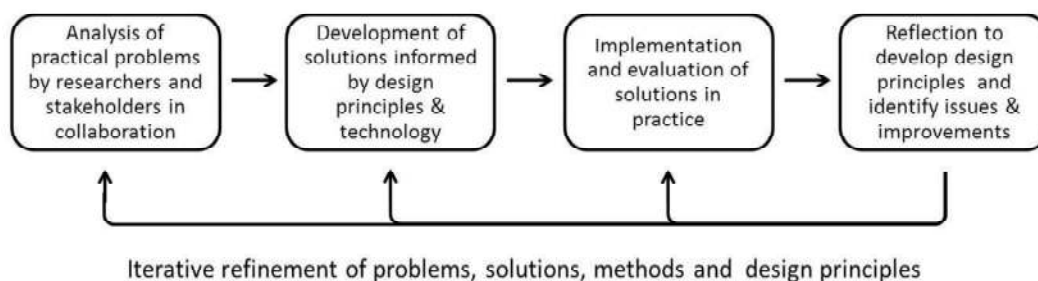 Analysis of
practical problems
by researchers and
stakeholders in
collaboration
Development of
solutions informed
by design
principles &
technology
Implementation
and evaluation of
solutions in
practice
Reflection to
develop design
principles and
identify issues &
improvements
Iterative refinement of problems, solutions, methods and design principles